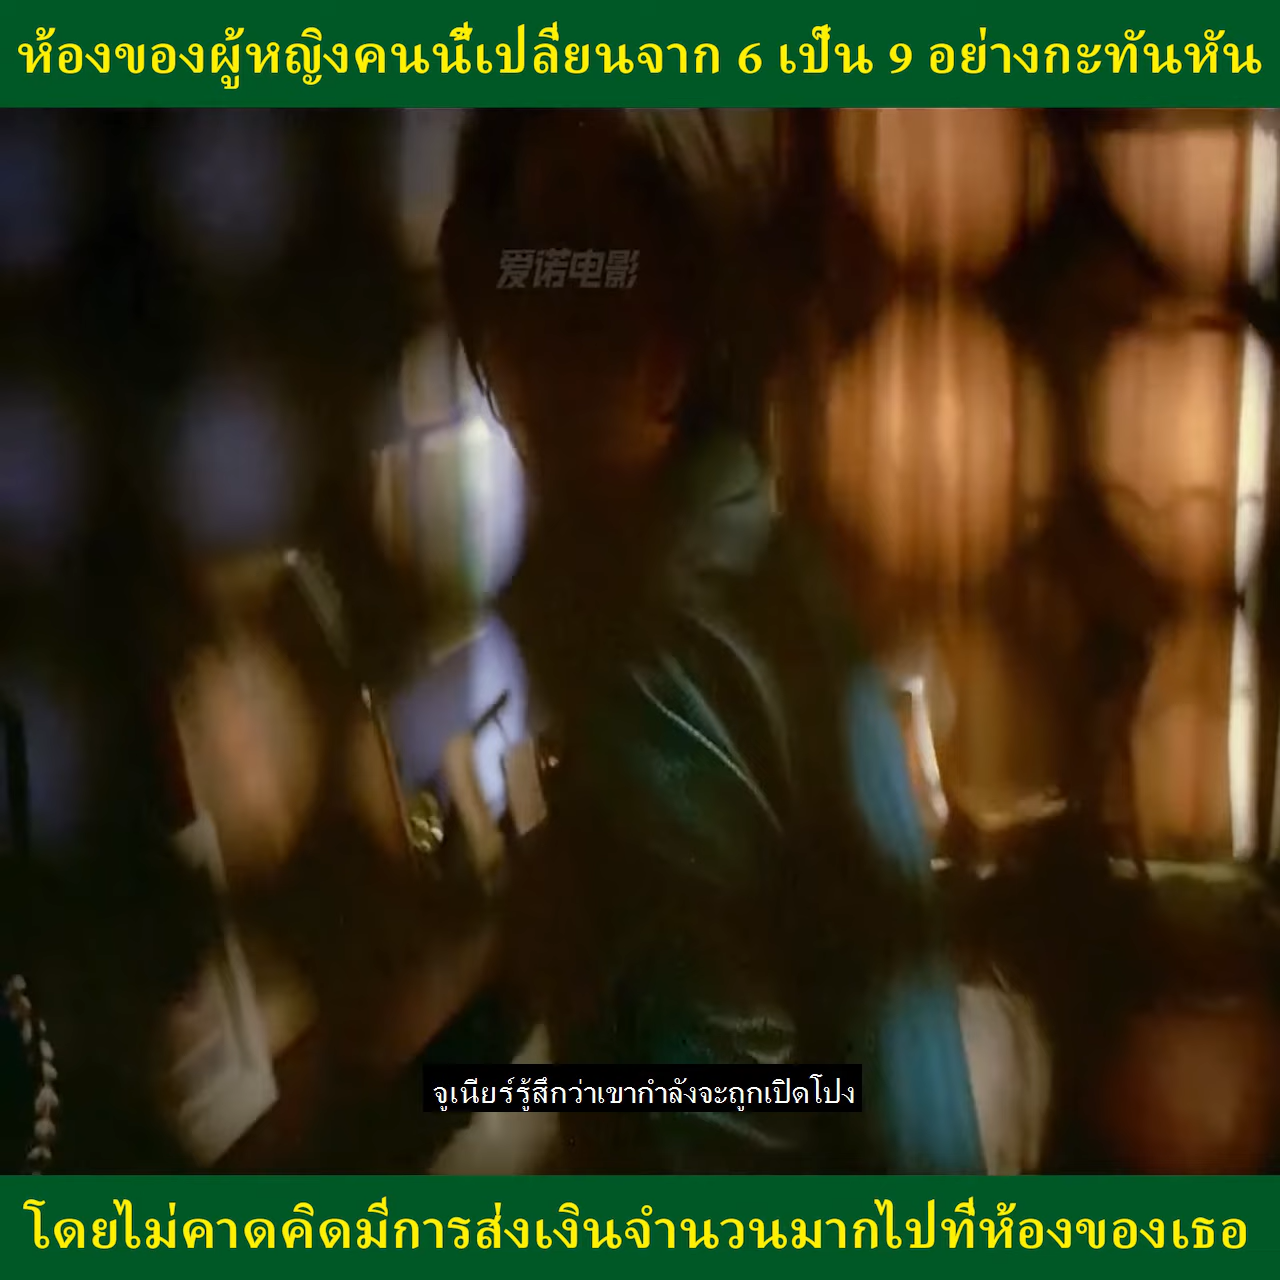 ห้องของผู้หญิงคนนี้เปลี่ยนจาก 6 เป็น 9 อย่างกะทันหัน
爱诺电影
จูเนียร์รู้สึกว่าเขากำลังจะถูกเปิดโปง
โดยไม่คาดคิดมีการส่งเงินจำนวนมากไปที่ห้องของเธอ